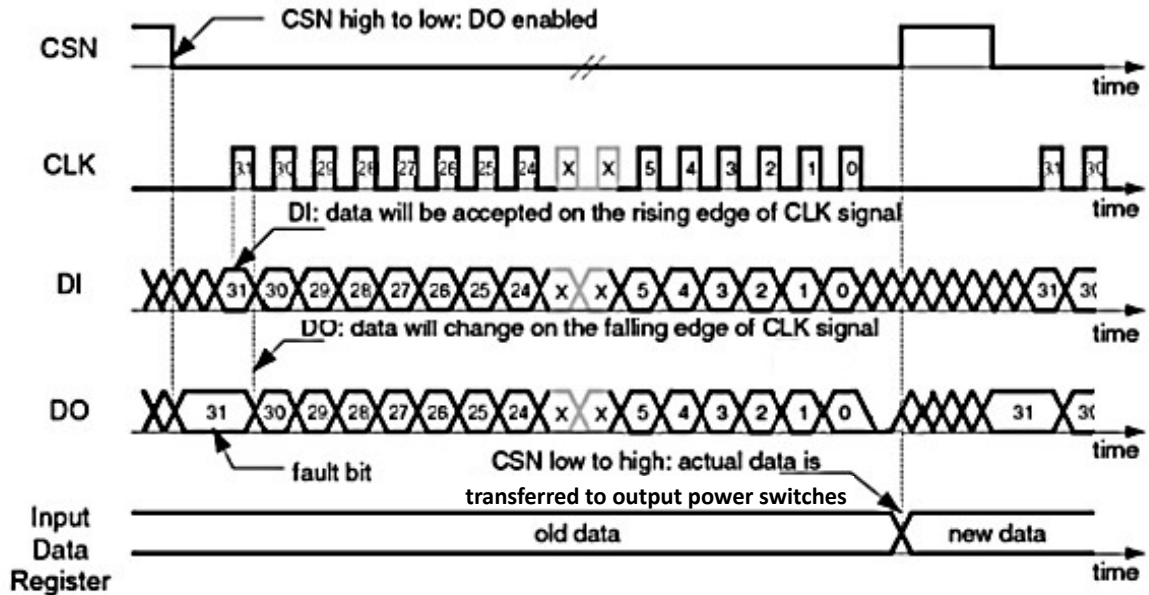 CSN high to low: DO enabled
CSN
time
CLK
31 30 29 28 27 26 25 24 X X 5 4 3 2 1 0 31 30
time
DI: data will be accepted on the rising edge of CLK signal
DI
31 30 29 28 27 26 25 24 X X 5 4 3 2 1 0 31 30
time
DO: data will change on the falling edge of CLK signal
DO
31 30 29 28 27 26 25 24 X X 5 4 3 2 1 0 31 30
time
fault bit
CSN low to high: actual data is
transferred to output power switches
Input
Data
Register
old data
new data
time